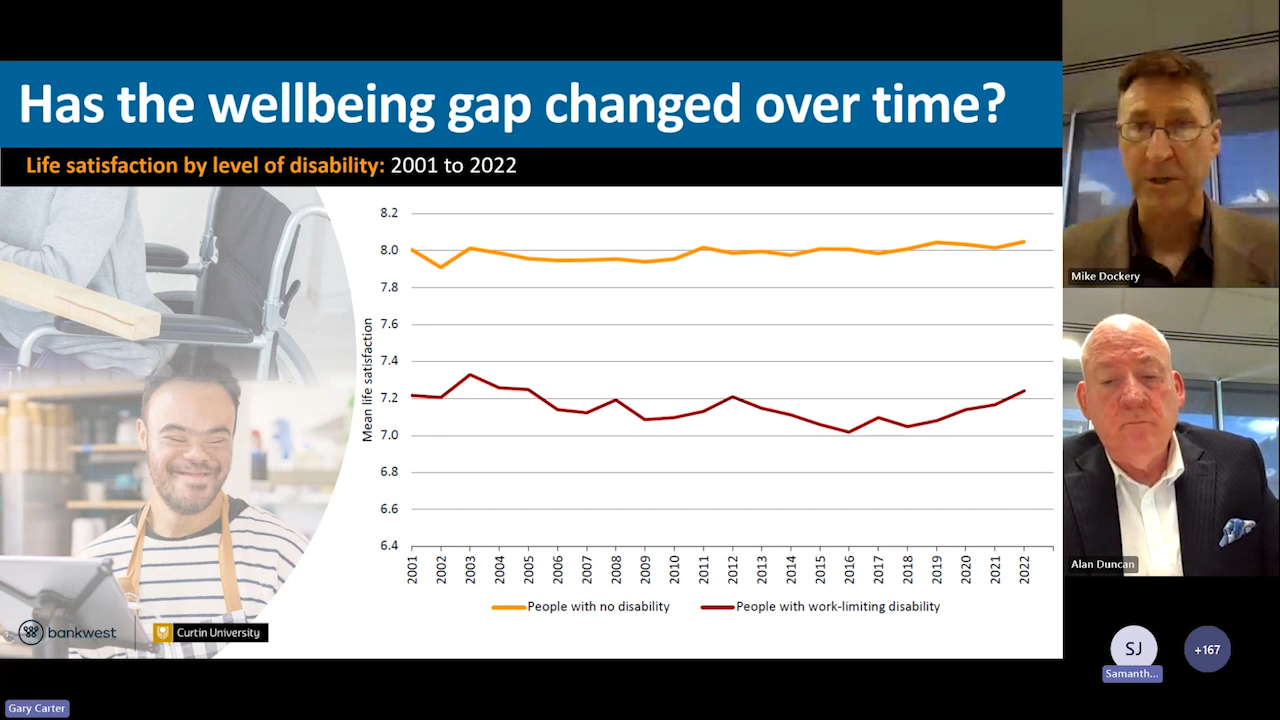 Has the wellbeing gap changed over time?
Life satisfaction by level of disability: 2001 to 2022
8.2
8.0
7.8
7.6
7.4
7.2
7.0
6.8
6.6
6.4
Mean life satisfaction
2001 2002 2003 2004 2005 2006 2007 2008 2009 2010 2011 2012 2013 2014 2015 2016 2017 2018 2019 2020 2021 2022
People with no disability People with work-limiting disability
bankwest Curtin University
Mike Dockery
Alan Duncan
SJ +167
Samanth...
Gary Carter